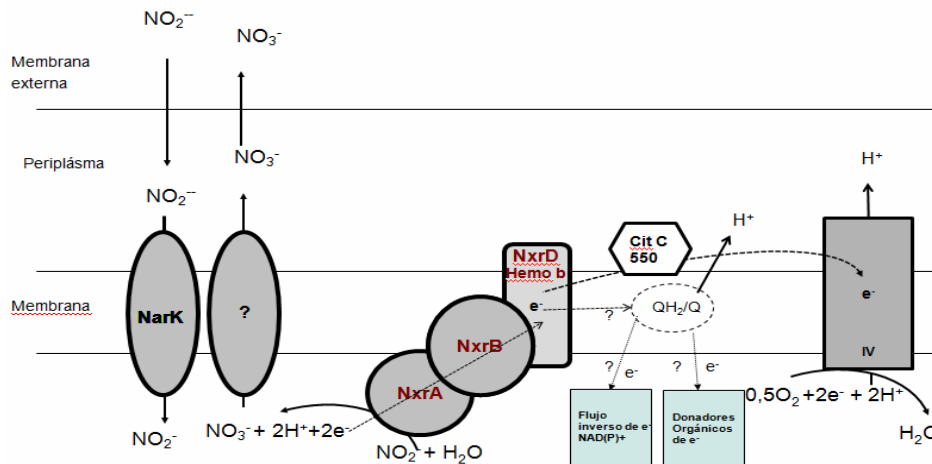 NO₂⁻⁻
NO₃⁻
Membrana
externa
Periplásma
NO₃⁻
NO₂⁻⁻
H⁺
H⁺
Cit C
550
NxrD
Hemo b
Membrana
NarK
?
e⁻
?
QH₂/Q
e⁻
NxrB
IV
NxrA
? e⁻
? e⁻
NO₂⁻
NO₃⁻ + 2H⁺+2e⁻
NO₂⁻ + H₂O
Flujo
inverso de e⁻
NAD(P)+
Donadores
Orgánicos
de e⁻
0,5O₂ +2e⁻ + 2H⁺
H₂O